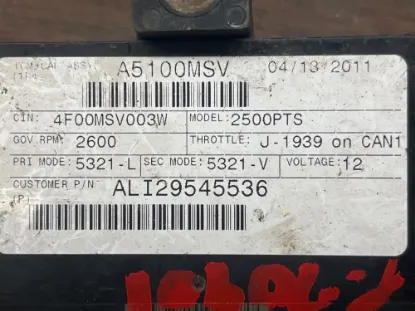 A5100MSV 04/13/2011
CIN: 4F00MSV003W MODEL: 2500PTS
GOV RPM: 2600 THROTTLE: J-1939 on CAN1
PRI MODE: 5321-L SEC MODE: 5321-V VOLTAGE: 12
CUSTOMER P/N
(P) ALI29545536